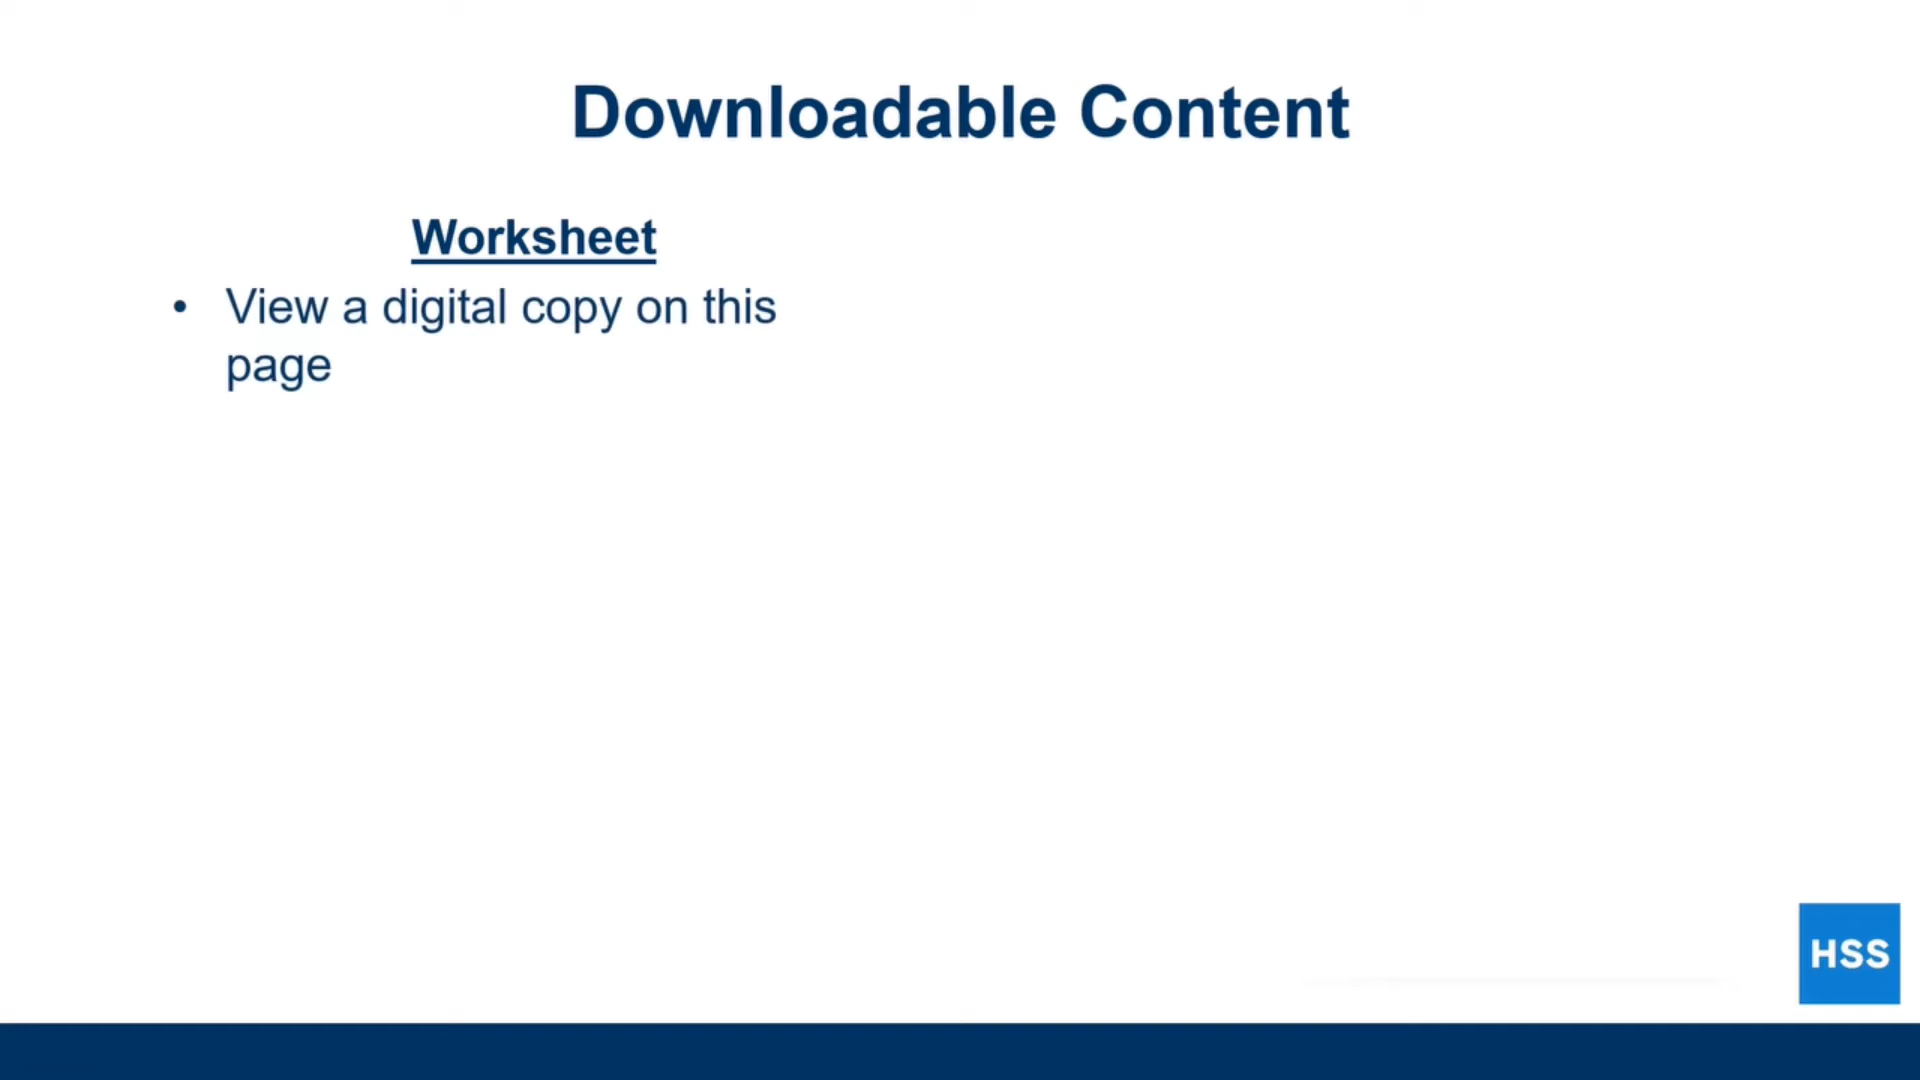 Downloadable Content
Worksheet
• View a digital copy on this
page
HSS